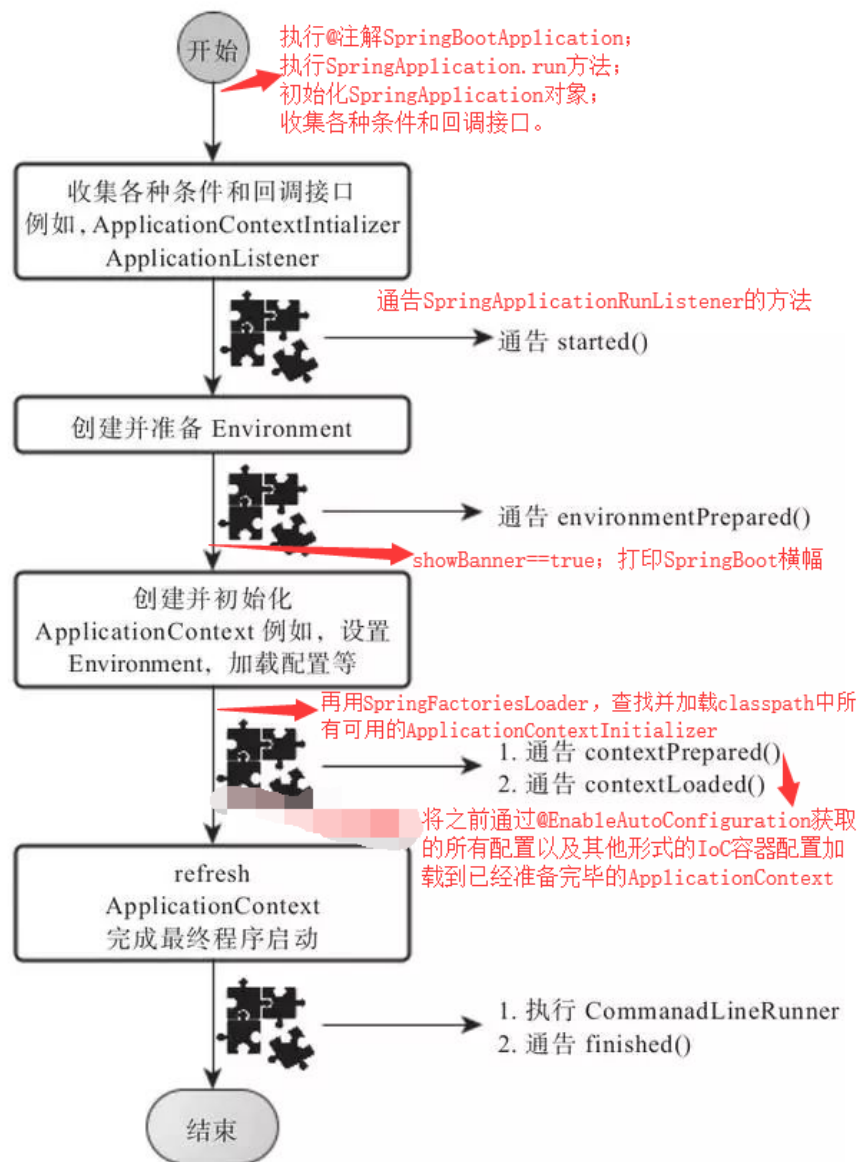 开始
执行@注解SpringBootApplication;
执行SpringApplication.run方法;
初始化SpringApplication对象;
收集各种条件和回调接口。
收集各种条件和回调接口
例如, ApplicationContextIntializer
ApplicationListener
通告SpringApplicationRunListener的方法
通告 started()
创建并准备 Environment
通告 environmentPrepared()
showBanner==true; 打印SpringBoot横幅
创建并初始化
ApplicationContext 例如，设置
Environment，加载配置等
再用SpringFactoriesLoader，查找并加载classpath中所
有可用的ApplicationContextInitializer
1. 通告 contextPrepared()
2. 通告 contextLoaded()
将之前通过@EnableAutoConfiguration获取
的所有配置以及其他形式的IoC容器配置加
载到已经准备完毕的ApplicationContext
refresh
ApplicationContext
完成最终程序启动
1. 执行 CommanadLineRunner
2. 通告 finished()
结束